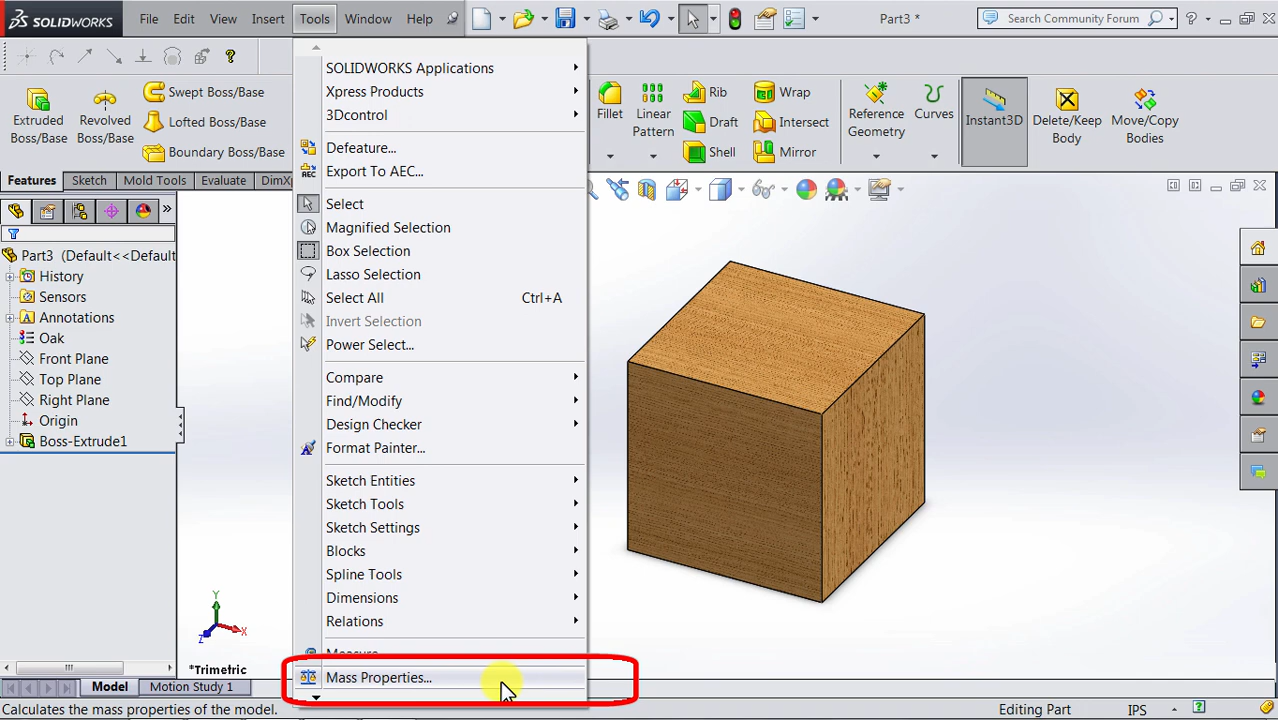 SOLIDWORKS File Edit View Insert Tools Window Help Part3 * Search Community Forum
Extruded Boss/Base
Revolved Boss/Base
Swept Boss/Base
Lofted Boss/Base
Boundary Boss/Base
Fillet
Linear Pattern
Rib
Draft
Shell
Wrap
Intersect
Mirror
Reference Geometry
Curves
Instant3D
Delete/Keep Body
Move/Copy Bodies
Features Sketch Mold Tools Evaluate
Part3 (Default<<Default
History
Sensors
Annotations
Oak
Front Plane
Top Plane
Right Plane
Origin
Boss-Extrude1
SOLIDWORKS Applications
Xpress Products
3Dcontrol
Defeature...
Export To AEC...
Select
Magnified Selection
Box Selection
Lasso Selection
Select All Ctrl+A
Invert Selection
Power Select...
Compare
Find/Modify
Design Checker
Format Painter...
Sketch Entities
Sketch Tools
Sketch Settings
Blocks
Spline Tools
Dimensions
Relations
Measure
Mass Properties...
Y
X
Z
*Trimetric
Model Motion Study 1
Calculates the mass properties of the model. Editing Part IPS